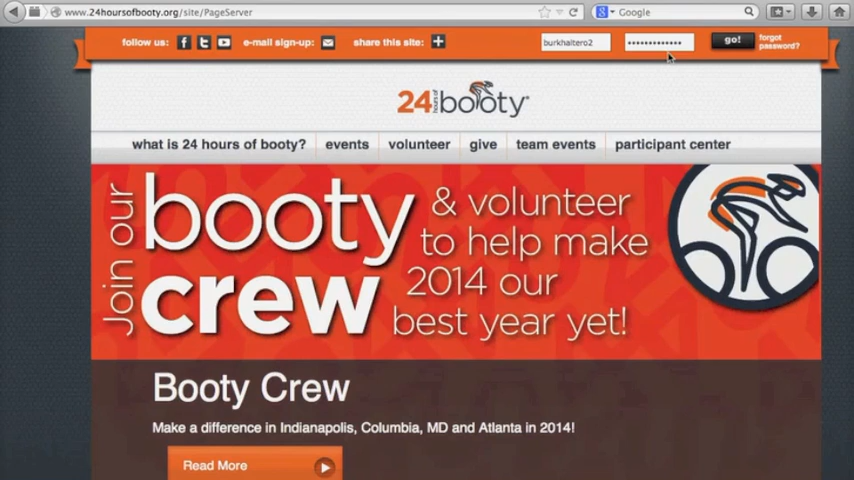 www.24hoursofbooty.org/site/PageServer
Google
follow us:
e-mail sign-up:
share this site:
burkhaltero2
go!
forgot password?
24 hours of booty
what is 24 hours of booty?
events
volunteer
give
team events
participant center
Join our
booty
crew
& volunteer
to help make
2014 our
best year yet!
Booty Crew
Make a difference in Indianapolis, Columbia, MD and Atlanta in 2014!
Read More